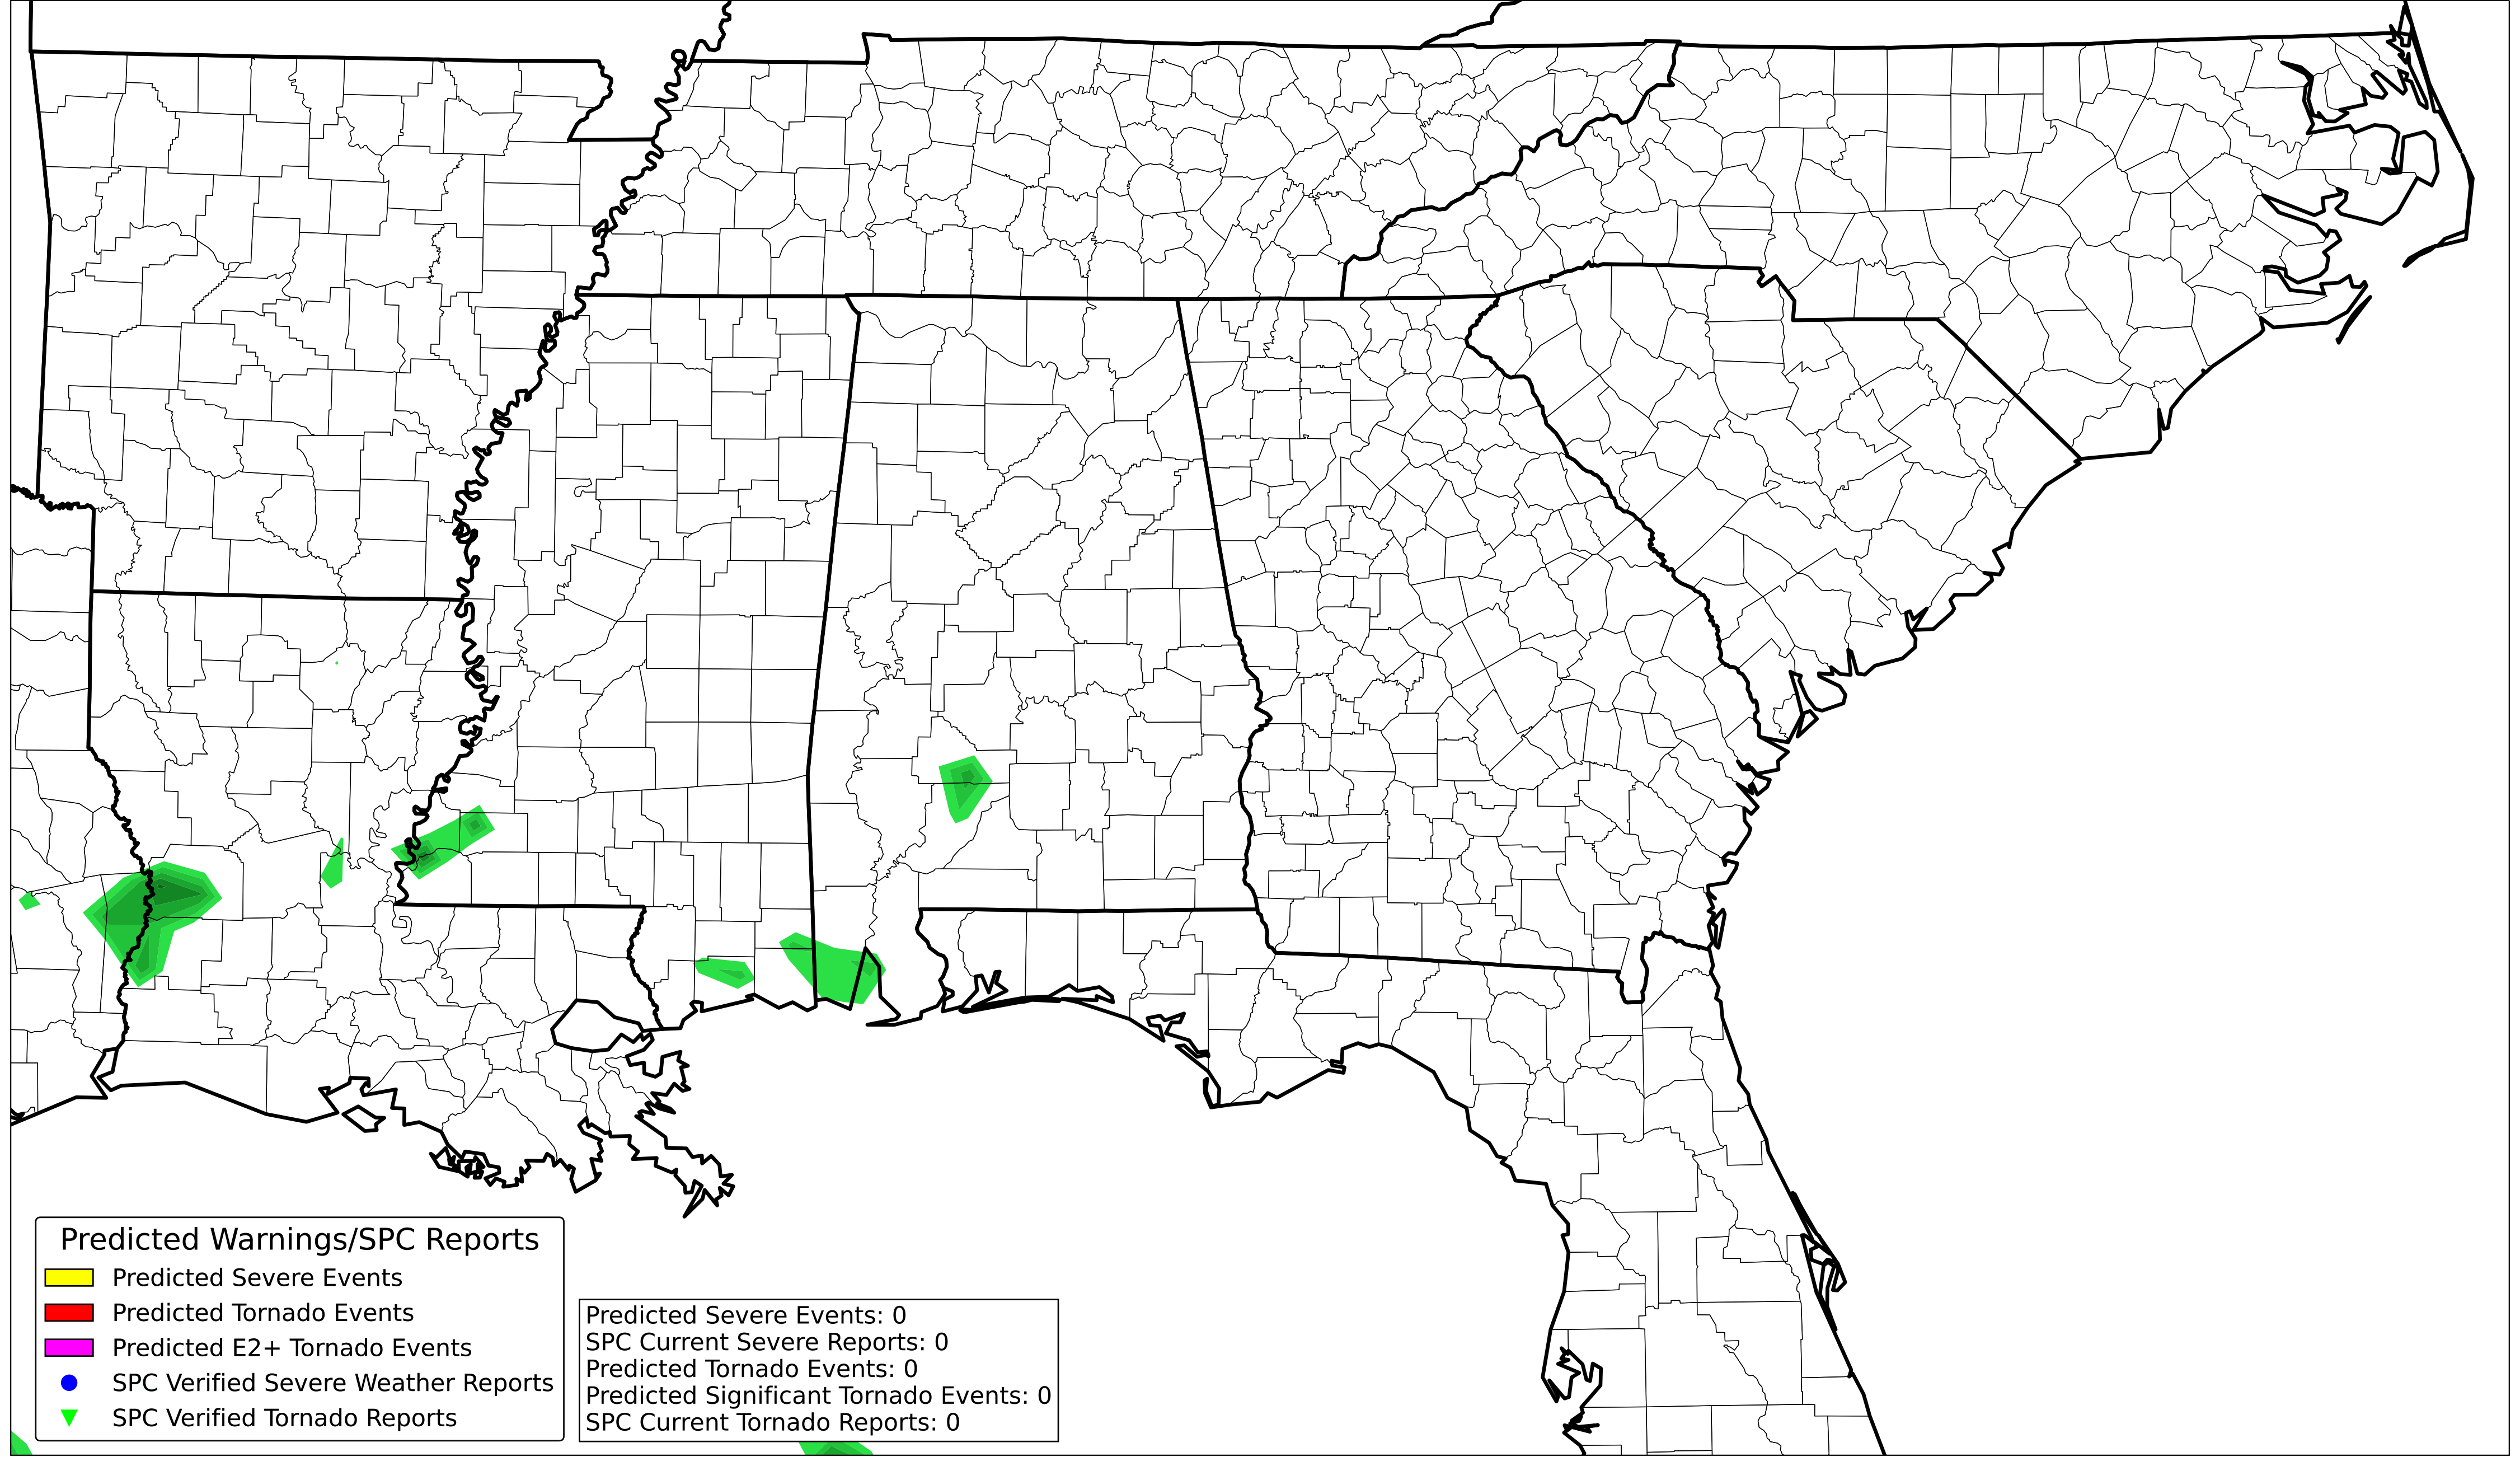 Predicted Warnings/SPC Reports
Predicted Severe Events
Predicted Tornado Events
Predicted E2+ Tornado Events
SPC Verified Severe Weather Reports
SPC Verified Tornado Reports
Predicted Severe Events: 0
SPC Current Severe Reports: 0
Predicted Tornado Events: 0
Predicted Significant Tornado Events: 0
SPC Current Tornado Reports: 0